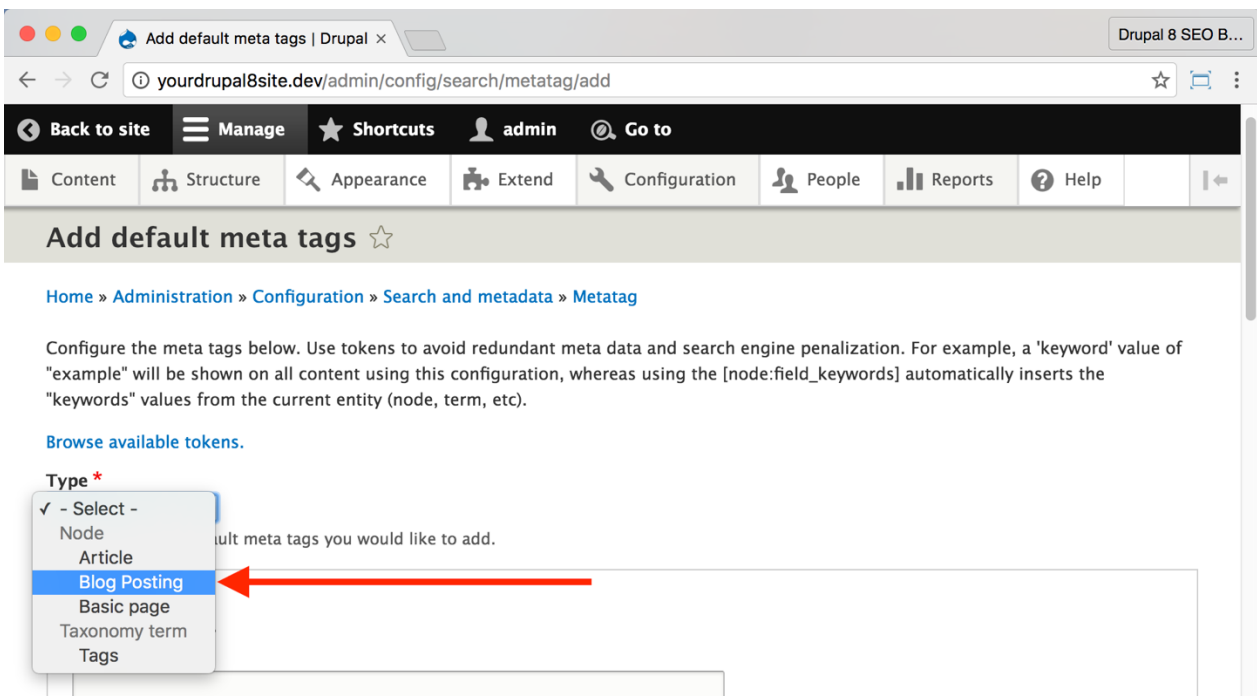 Add default meta tags | Drupal ×
Drupal 8 SEO B...
yourdrupal8site.dev/admin/config/search/metatag/add
Back to site Manage Shortcuts admin Go to
Content Structure Appearance Extend Configuration People Reports Help
Add default meta tags
Home » Administration » Configuration » Search and metadata » Metatag
Configure the meta tags below. Use tokens to avoid redundant meta data and search engine penalization. For example, a 'keyword' value of
"example" will be shown on all content using this configuration, whereas using the [node:field_keywords] automatically inserts the
"keywords" values from the current entity (node, term, etc).
Browse available tokens.
Type *
✓ - Select -
Node
meta tags you would like to add.
Article
Blog Posting
Basic page
Taxonomy term
Tags